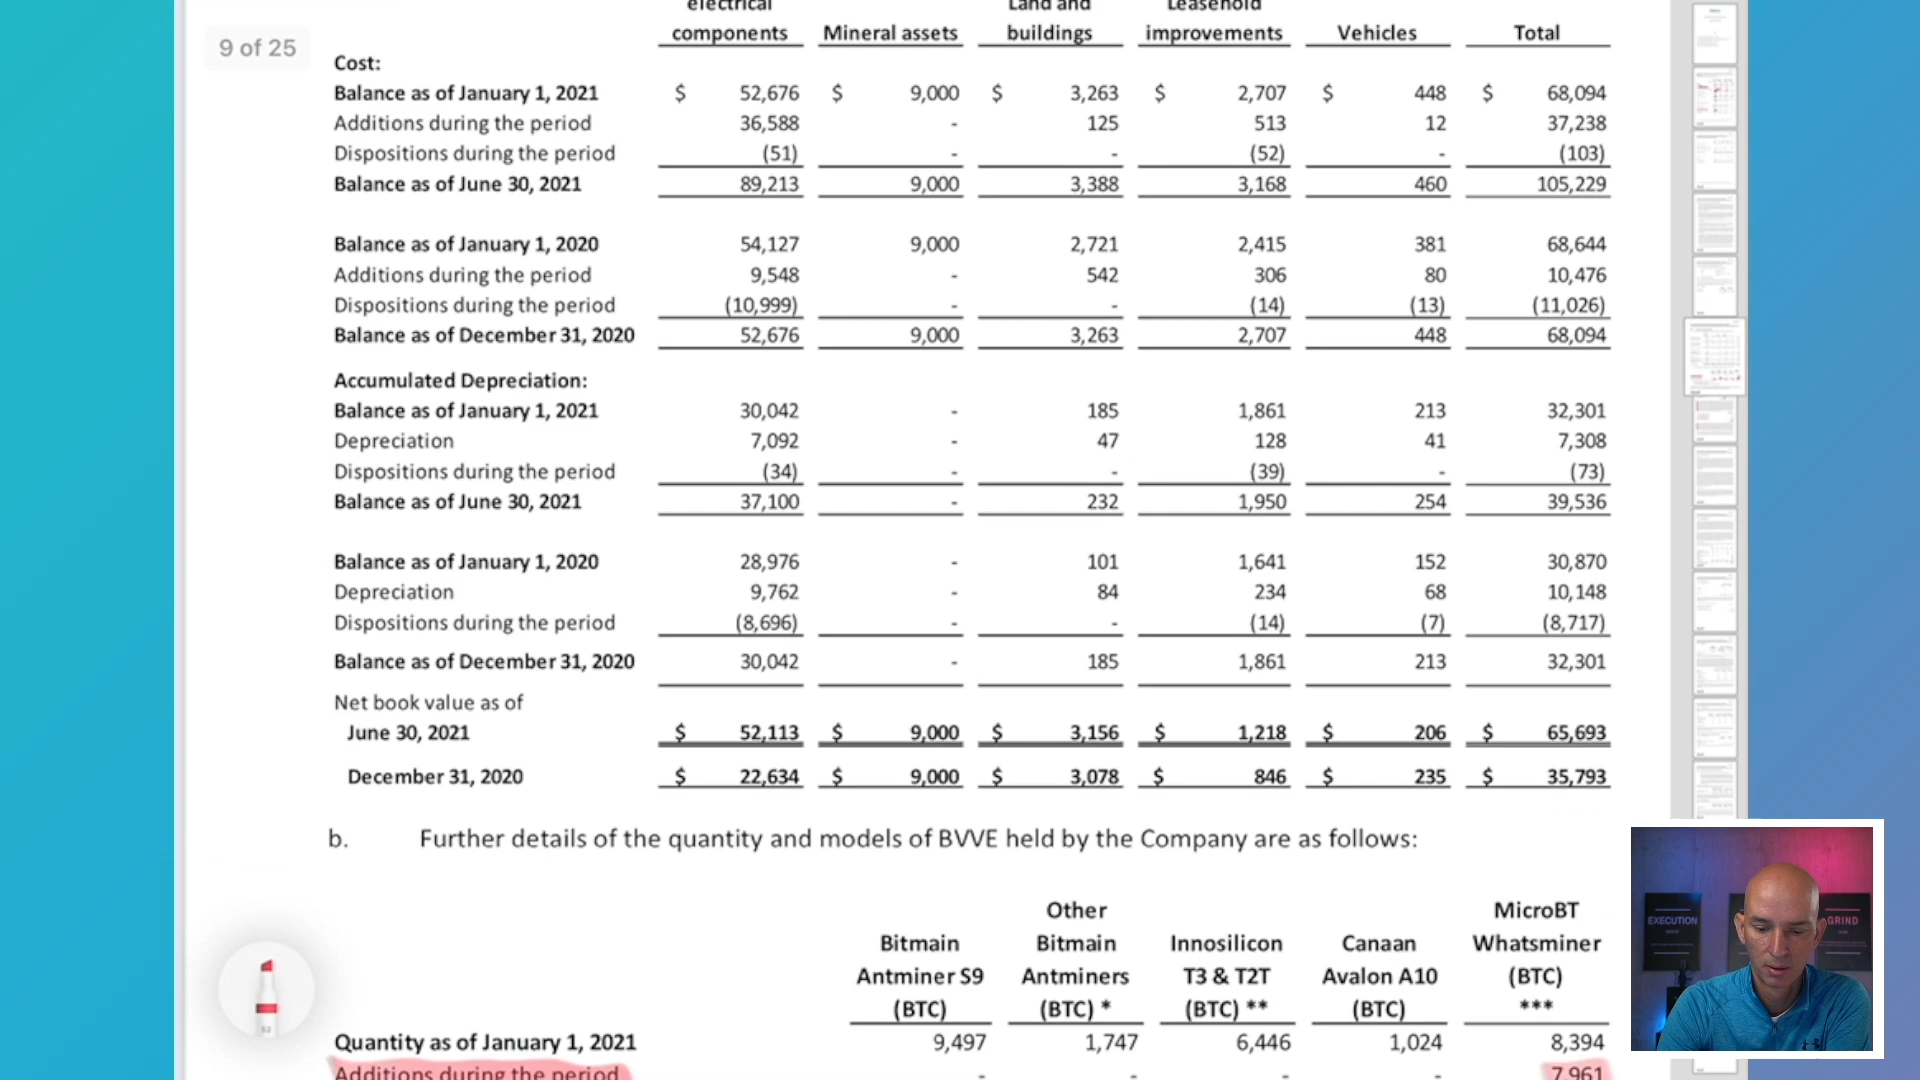 9 of 25
electrical Land and Leasehold
components Mineral assets buildings improvements Vehicles Total
Cost:
Balance as of January 1, 2021 $ 52,676 $ 9,000 $ 3,263 $ 2,707 $ 448 $ 68,094
Additions during the period 36,588 - 125 513 12 37,238
Dispositions during the period (51) - - (52) - (103)
Balance as of June 30, 2021 89,213 9,000 3,388 3,168 460 105,229
Balance as of January 1, 2020 54,127 9,000 2,721 2,415 381 68,644
Additions during the period 9,548 - 542 306 80 10,476
Dispositions during the period (10,999) - - (14) (13) (11,026)
Balance as of December 31, 2020 52,676 9,000 3,263 2,707 448 68,094
Accumulated Depreciation:
Balance as of January 1, 2021 30,042 - 185 1,861 213 32,301
Depreciation 7,092 - 47 128 41 7,308
Dispositions during the period (34) - - (39) - (73)
Balance as of June 30, 2021 37,100 - 232 1,950 254 39,536
Balance as of January 1, 2020 28,976 - 101 1,641 152 30,870
Depreciation 9,762 - 84 234 68 10,148
Dispositions during the period (8,696) - - (14) (7) (8,717)
Balance as of December 31, 2020 30,042 - 185 1,861 213 32,301
Net book value as of
June 30, 2021 $ 52,113 $ 9,000 $ 3,156 $ 1,218 $ 206 $ 65,693
December 31, 2020 $ 22,634 $ 9,000 $ 3,078 $ 846 $ 235 $ 35,793
b. Further details of the quantity and models of BVVE held by the Company are as follows:
Other MicroBT
Bitmain Bitmain Innosilicon Canaan Whatsminer
Antminer S9 Antminers T3 & T2T Avalon A10 (BTC)
(BTC) (BTC) * (BTC) ** (BTC) ***
Quantity as of January 1, 2021 9,497 1,747 6,446 1,024 8,394
Additions during the period - - - - 7,961
EXECUTION
GRIND